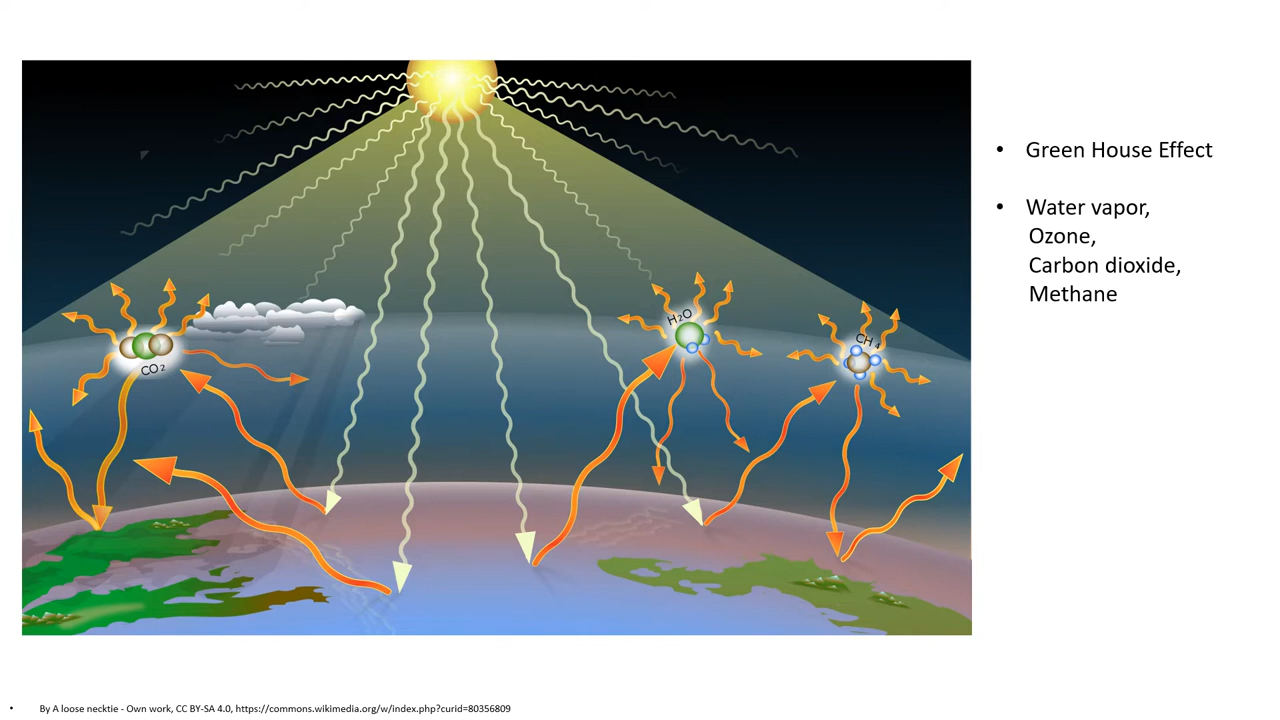 • Green House Effect
• Water vapor,
Ozone,
Carbon dioxide,
Methane
H₂O
CH₄
CO₂
• By A loose necktie - Own work, CC BY-SA 4.0, https://commons.wikimedia.org/w/index.php?curid=80356809